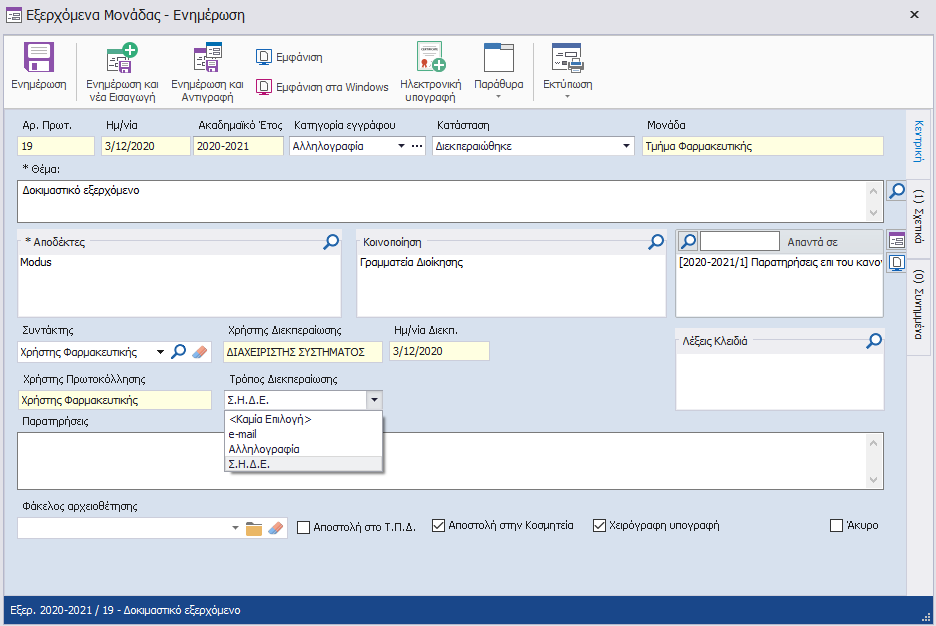 Εξερχόμενα Μονάδας - Ενημέρωση
Ενημέρωση
Ενημέρωση και
νέα Εισαγωγή
Ενημέρωση και
Αντιγραφή
Εμφάνιση
Εμφάνιση στα Windows
Ηλεκτρονική
υπογραφή
Παράθυρα
Εκτύπωση
Αρ. Πρωτ.
Ημ/νία
Ακαδημαϊκό Έτος
Κατηγορία εγγράφου
Κατάσταση
Μονάδα
19
3/12/2020
2020-2021
Αλληλογραφία
Διεκπεραιώθηκε
Τμήμα Φαρμακευτικής
* Θέμα:
Δοκιμαστικό εξερχόμενο
* Αποδέκτες
Κοινοποίηση
Απαντά σε
Modus
Γραμματεία Διοίκησης
[2020-2021/1] Παρατηρήσεις επι του κανον
Συντάκτης
Χρήστης Διεκπεραίωσης
Ημ/νία Διεκπ.
Χρήστης Φαρμακευτικής
ΔΙΑΧΕΙΡΙΣΤΗΣ ΣΥΣΤΗΜΑΤΟΣ
3/12/2020
Λέξεις Κλειδιά
Χρήστης Πρωτοκόλλησης
Τρόπος Διεκπεραίωσης
Χρήστης Φαρμακευτικής
Σ.Η.Δ.Ε.
<Καμία Επιλογή>
e-mail
Αλληλογραφία
Σ.Η.Δ.Ε.
Παρατηρήσεις
Φάκελος αρχειοθέτησης
Αποστολή στο Τ.Π.Δ.
Αποστολή στην Κοσμητεία
Χειρόγραφη υπογραφή
Άκυρο
Κεντρική
(1) Σχετικά
(0) Συνημμένα
Εξερ. 2020-2021 / 19 - Δοκιμαστικό εξερχόμενο